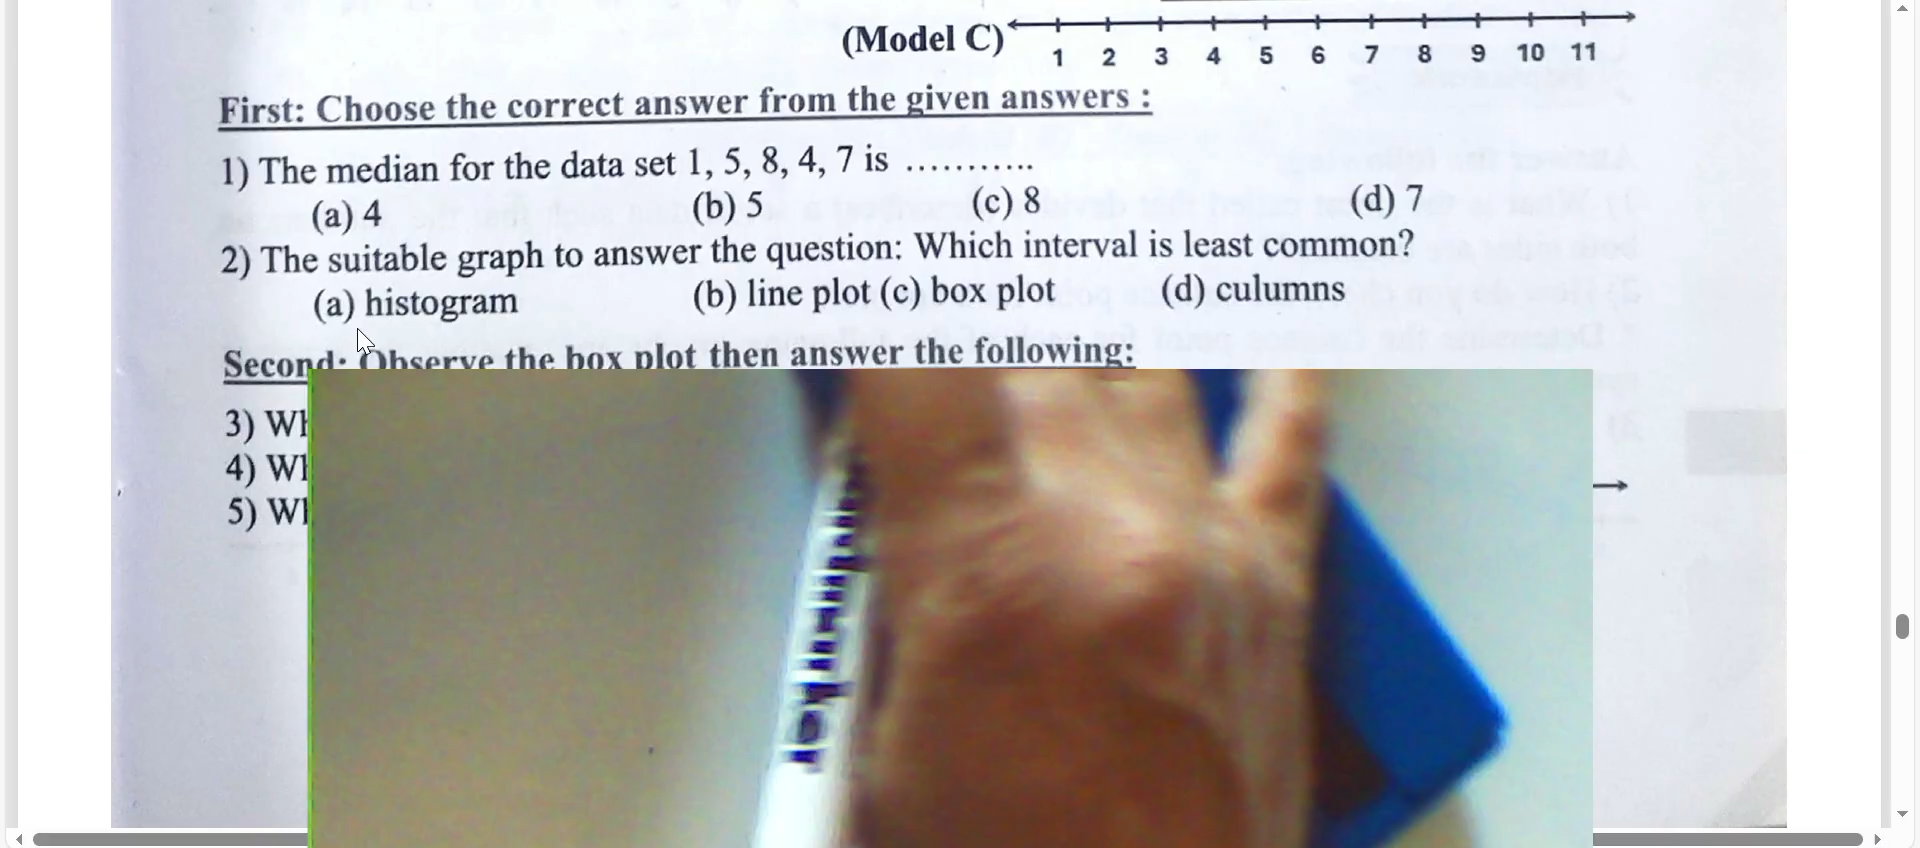 (Model C)
1 2 3 4 5 6 7 8 9 10 11
First: Choose the correct answer from the given answers :
1) The median for the data set 1, 5, 8, 4, 7 is ...........
(a) 4 (b) 5 (c) 8 (d) 7
2) The suitable graph to answer the question: Which interval is least common?
(a) histogram (b) line plot (c) box plot (d) culumns
Second: Observe the box plot then answer the following:
3)
4)
5)